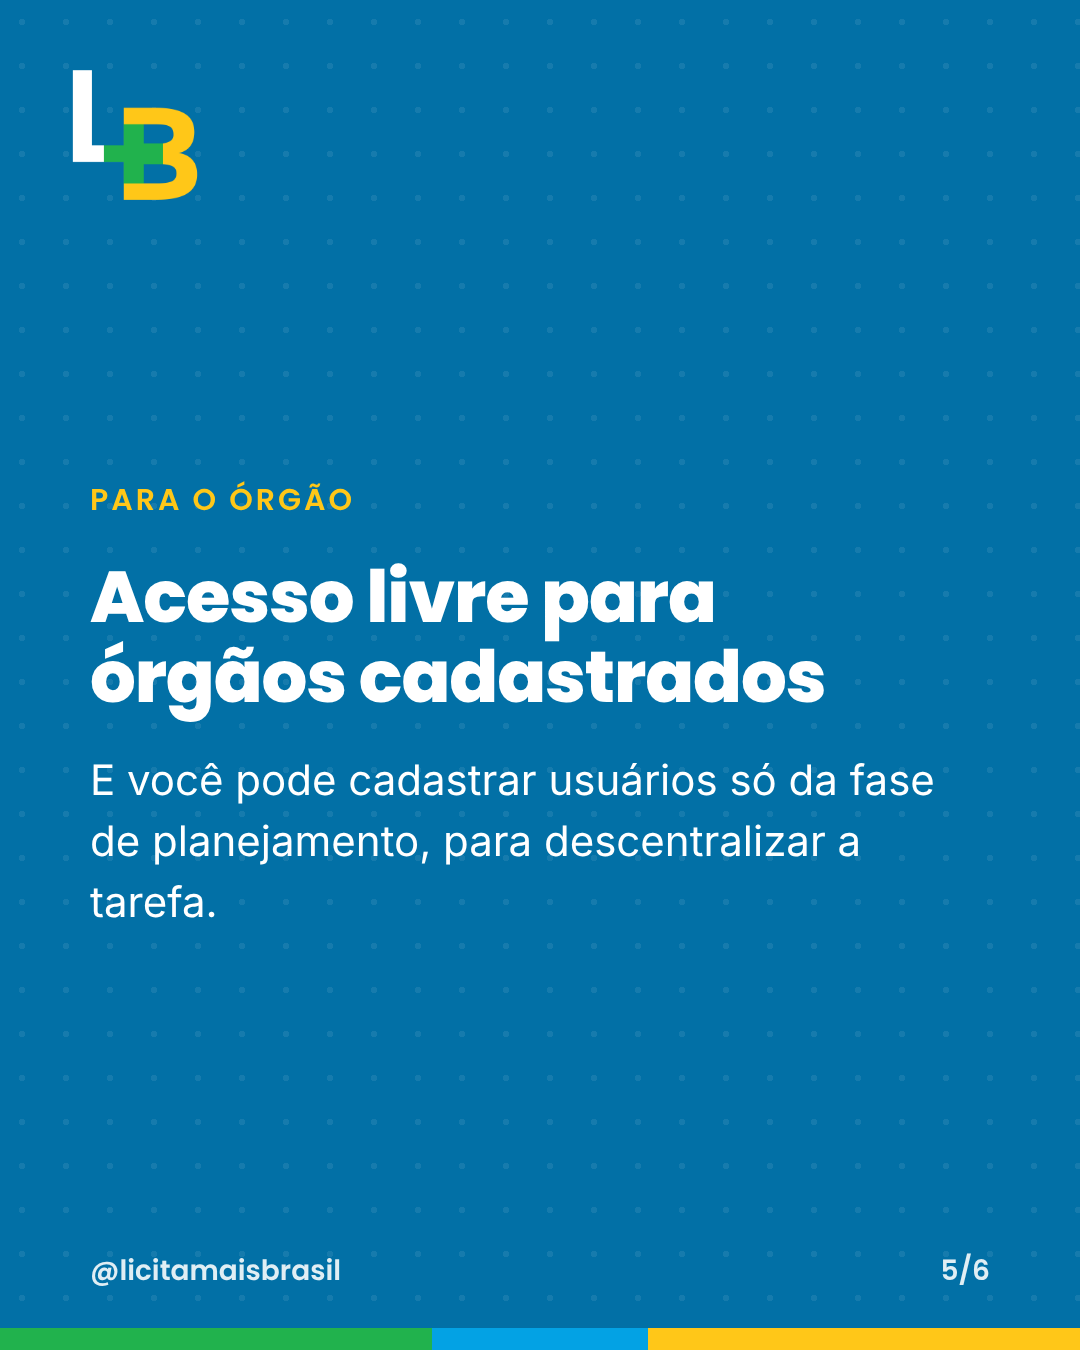 L+B
PARA O ÓRGÃO
Acesso livre para
órgãos cadastrados
E você pode cadastrar usuários só da fase
de planejamento, para descentralizar a
tarefa.
@licitamaisbrasil
5/6